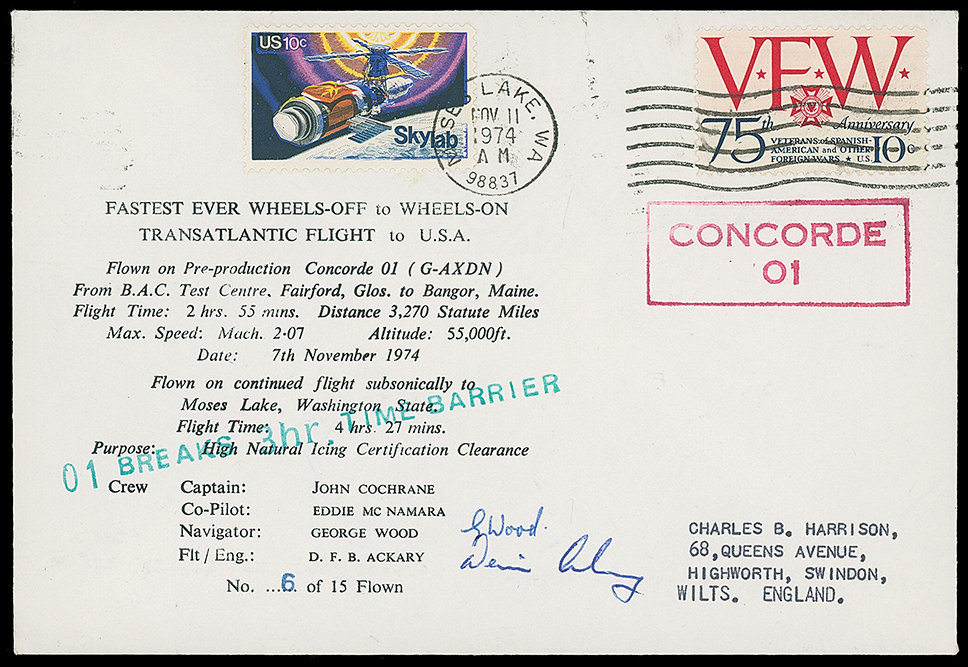 US 10c
Skylab
MOSES LAKE, WA
NOV 11
1974
AM
98837
VFW
75th Anniversary
VETERANS of SPANISH-
AMERICAN and OTHER
FOREIGN WARS ★ U.S. 10c
CONCORDE
01
FASTEST EVER WHEELS-OFF to WHEELS-ON
TRANSATLANTIC FLIGHT to U.S.A.
Flown on Pre-production Concorde 01 (G-AXDN)
From B.A.C. Test Centre, Fairford, Glos. to Bangor, Maine.
Flight Time: 2 hrs. 55 mins. Distance 3,270 Statute Miles
Max. Speed: Mach. 2·07 Altitude: 55,000ft.
Date: 7th November 1974
Flown on continued flight subsonically to
Moses Lake, Washington State.
Flight Time: 4 hrs. 27 mins.
Purpose: High Natural Icing Certification Clearance
01 BREAKS 3hr. TIME BARRIER
Crew Captain: JOHN COCHRANE
Co-Pilot: EDDIE MC NAMARA
Navigator: GEORGE WOOD
Flt / Eng.: D. F. B. ACKARY
No. ....6 of 15 Flown
G Wood.
CHARLES B. HARRISON,
68,QUEENS AVENUE,
HIGHWORTH, SWINDON,
WILTS. ENGLAND.